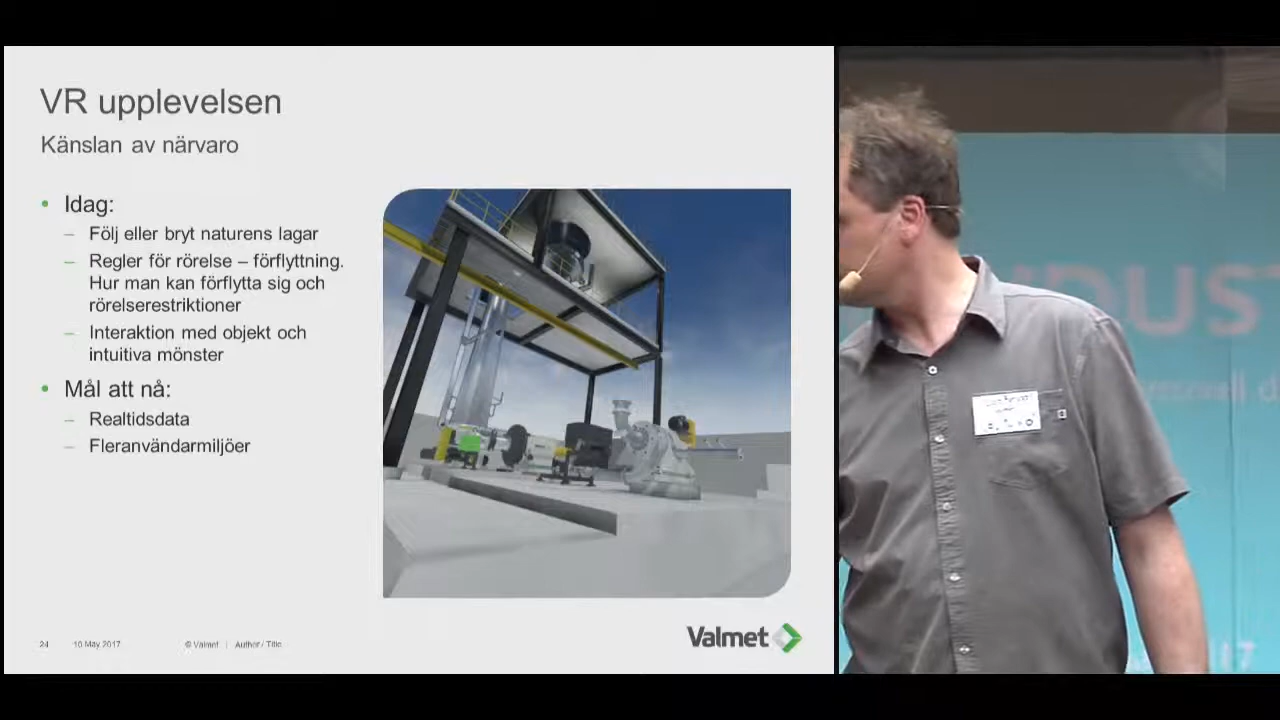 VR upplevelsen
Känslan av närvaro
• Idag:
– Följ eller bryt naturens lagar
– Regler för rörelse – förflyttning.
Hur man kan förflytta sig och
rörelserestriktioner
– Interaktion med objekt och
intuitiva mönster
• Mål att nå:
– Realtidsdata
– Fleranvändarmiljöer
24 10 May 2017 © Valmet | Author / Title
Valmet